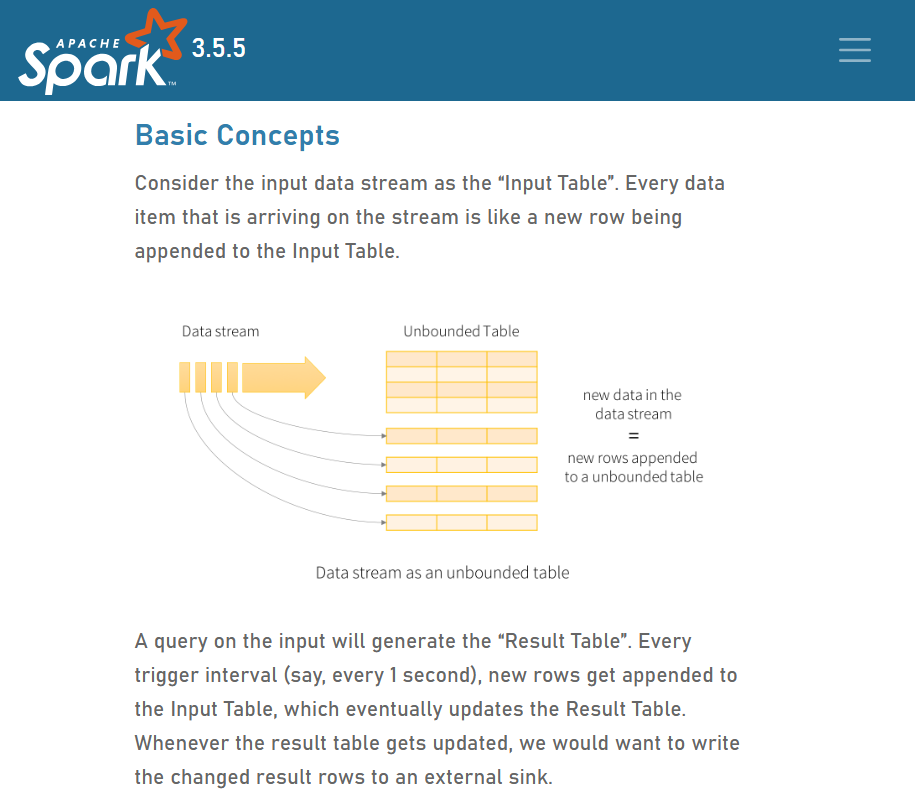 APACHE
Spark™ 3.5.5
Basic Concepts
Consider the input data stream as the “Input Table”. Every data
item that is arriving on the stream is like a new row being
appended to the Input Table.
Data stream
Unbounded Table
new data in the
data stream
=
new rows appended
to a unbounded table
Data stream as an unbounded table
A query on the input will generate the “Result Table”. Every
trigger interval (say, every 1 second), new rows get appended to
the Input Table, which eventually updates the Result Table.
Whenever the result table gets updated, we would want to write
the changed result rows to an external sink.